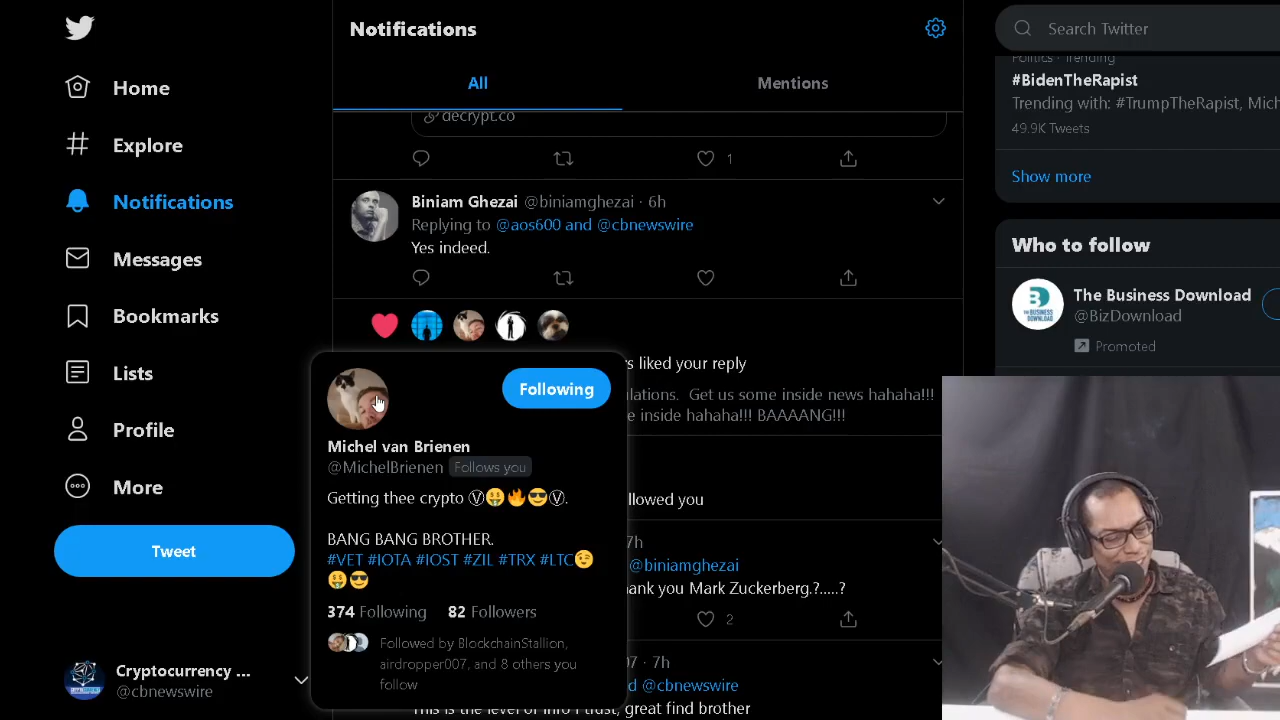 Notifications
Search Twitter
Home
All
Mentions
Politics · Trending
#BidenTheRapist
Trending with: #TrumpTheRapist, Mich
49.9K Tweets
decrypt.co
Explore
1
Show more
Notifications
Biniam Ghezai @biniamghezai · 6h
Replying to @aos600 and @cbnewswire
Yes indeed.
Who to follow
Messages
The Business Download
@BizDownload
Promoted
Bookmarks
s liked your reply
Lists
ulations. Get us some inside news hahaha!!!
e inside hahaha!!! BAAAANG!!!
Following
Profile
Michel van Brienen
@MichelBrienen Follows you
More
Getting thee crypto Ⓥ🤑🔥😎Ⓥ.
llowed you
BANG BANG BROTHER.
#VET #IOTA #IOST #ZIL #TRX #LTC😉
🤑😎
7h
@biniamghezai
ank you Mark Zuckerberg.?.....?
2
Tweet
374 Following 82 Followers
Followed by BlockchainStallion,
airdropper007, and 8 others you
follow
07 · 7h
d @cbnewswire
This is the level of info I trust, great find brother
Cryptocurrency ...
@cbnewswire